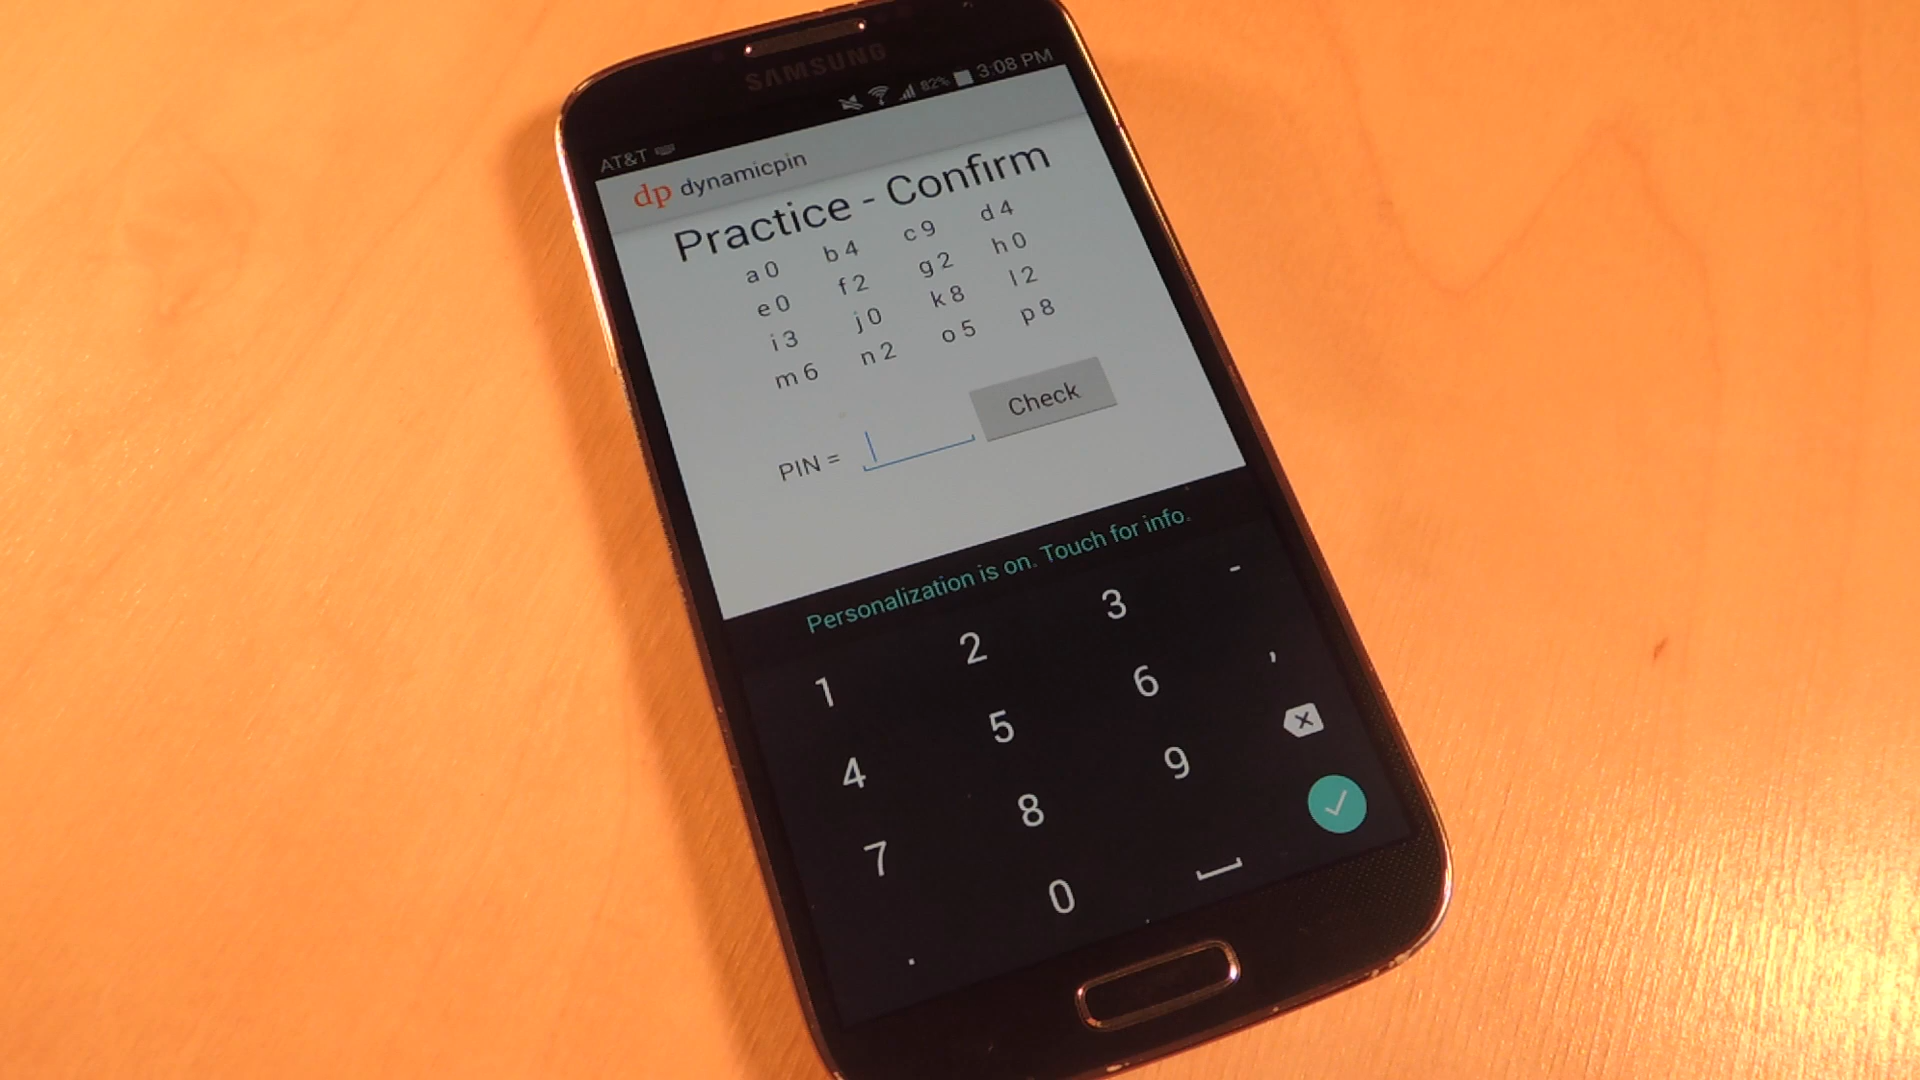 SAMSUNG
AT&T 82% 3:08 PM
dp dynamicpin
Practice - Confirm
a 0 b 4 c 9 d 4
e 0 f 2 g 2 h 0
i 3 j 0 k 8 l 2
m 6 n 2 o 5 p 8
PIN = Check
Personalization is on. Touch for info.
1 2 3 -
4 5 6 ,
7 8 9
. 0